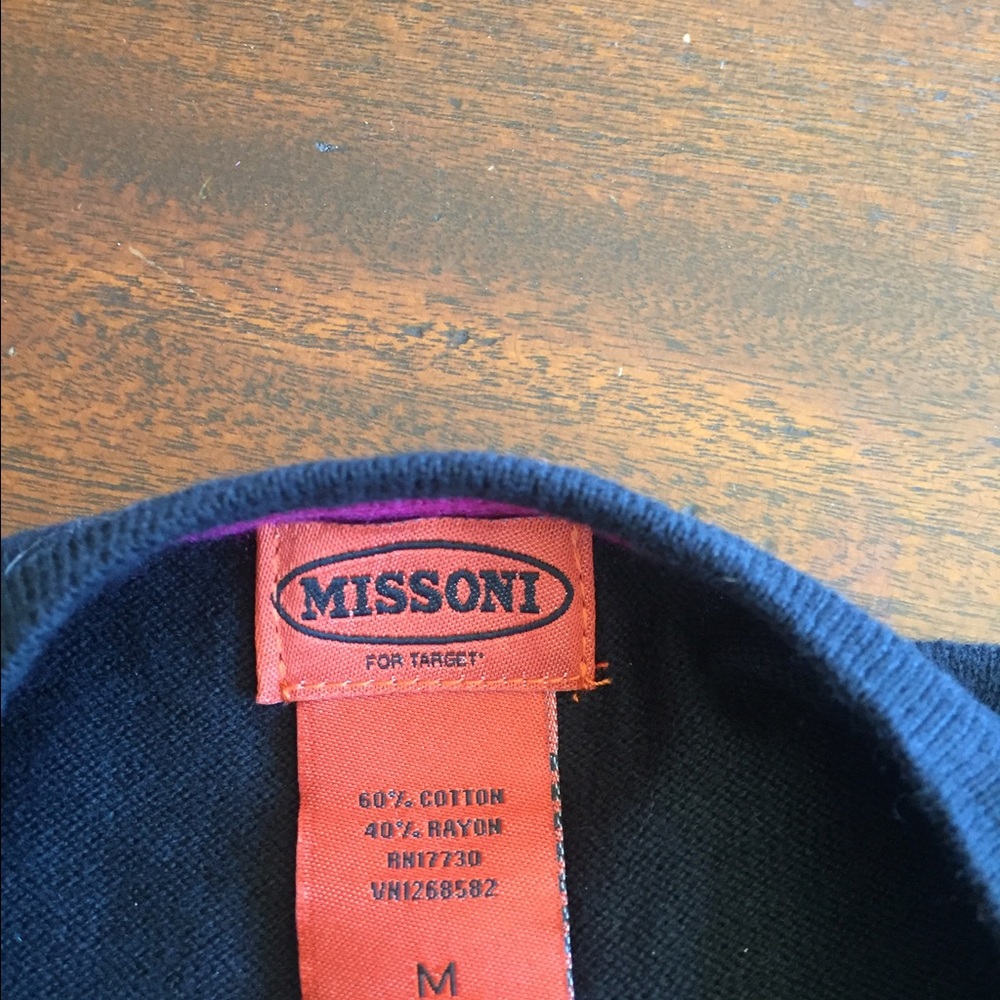 MISSONI
FOR TARGET*
60% COTTON
40% RAYON
RN17730
VN1268582
M